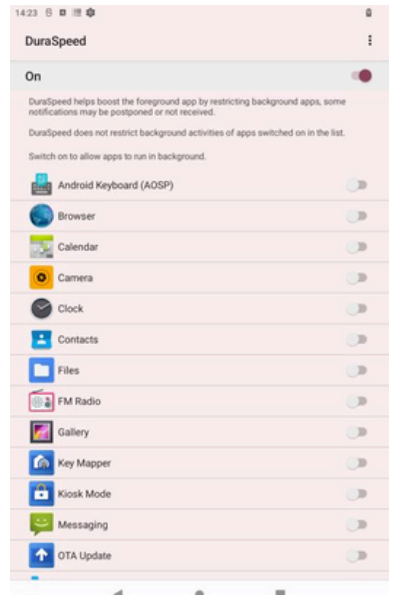 14:23
DuraSpeed
On
DuraSpeed helps boost the foreground app by restricting background apps, some
notifications may be postponed or not received.
DuraSpeed does not restrict background activities of apps switched on in the list.
Switch on to allow apps to run in background.
Android Keyboard (AOSP)
Browser
Calendar
Camera
Clock
Contacts
Files
FM Radio
Gallery
Key Mapper
Kiosk Mode
Messaging
OTA Update